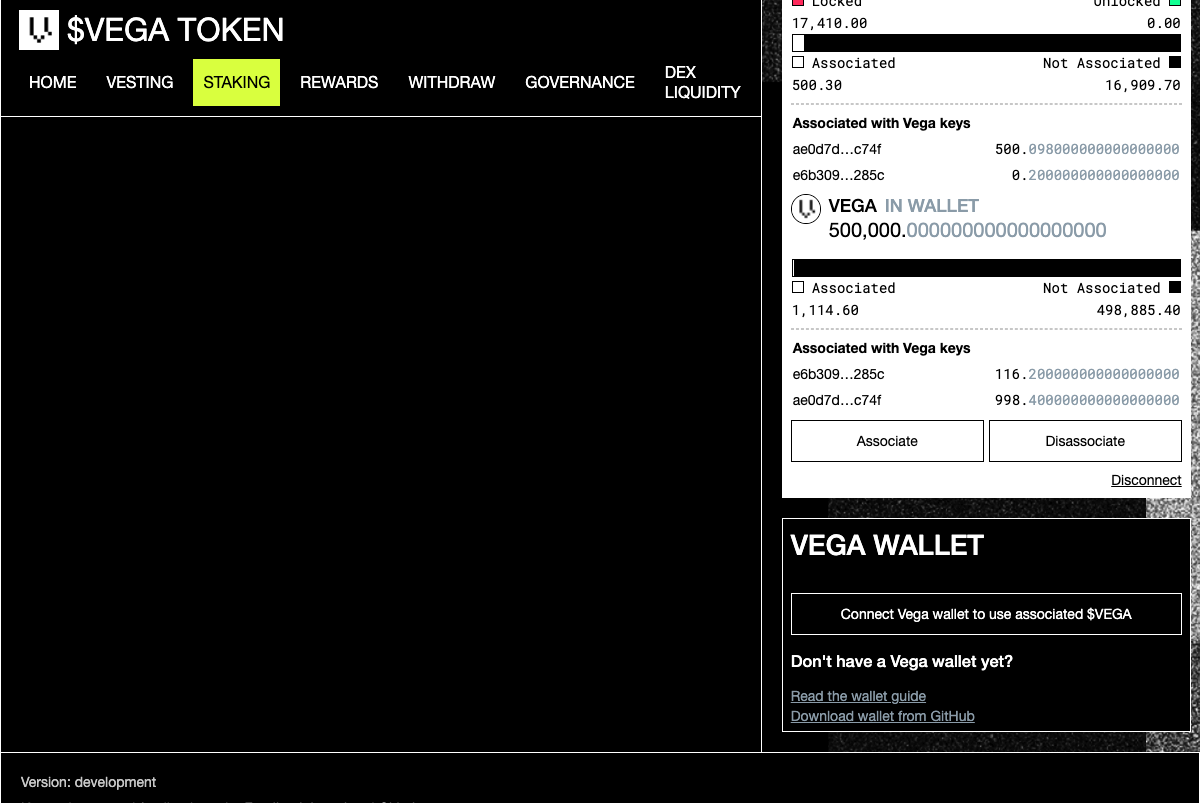 $VEGA TOKEN
HOME VESTING STAKING REWARDS WITHDRAW GOVERNANCE DEX LIQUIDITY
Locked Unlocked
17,410.00 0.00
Associated Not Associated
500.30 16,909.70
Associated with Vega keys
ae0d7d…c74f 500.098000000000000000
e6b309…285c 0.200000000000000000
VEGA IN WALLET
500,000.000000000000000000
Associated Not Associated
1,114.60 498,885.40
Associated with Vega keys
e6b309…285c 116.200000000000000000
ae0d7d…c74f 998.400000000000000000
Associate Disassociate
Disconnect
VEGA WALLET
Connect Vega wallet to use associated $VEGA
Don't have a Vega wallet yet?
Read the wallet guide
Download wallet from GitHub
Version: development